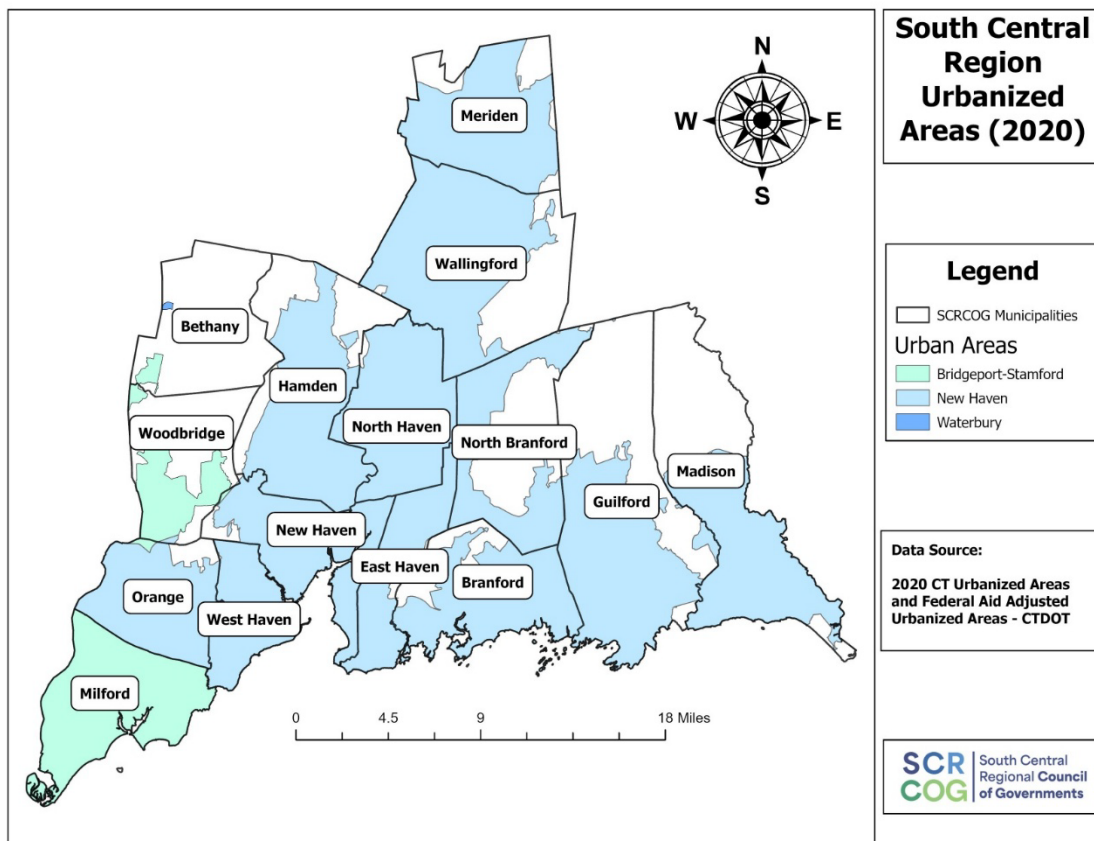 South Central
Region
Urbanized
Areas (2020)
N
W
E
S
Meriden
Wallingford
Bethany
Hamden
North Haven
Woodbridge
North Branford
Madison
Guilford
New Haven
East Haven
Branford
Orange
West Haven
Milford
0 4.5 9 18 Miles
Legend
SCRCOG Municipalities
Urban Areas
Bridgeport-Stamford
New Haven
Waterbury
Data Source:
2020 CT Urbanized Areas
and Federal Aid Adjusted
Urbanized Areas - CTDOT
SCR
COG
South Central
Regional Council
of Governments